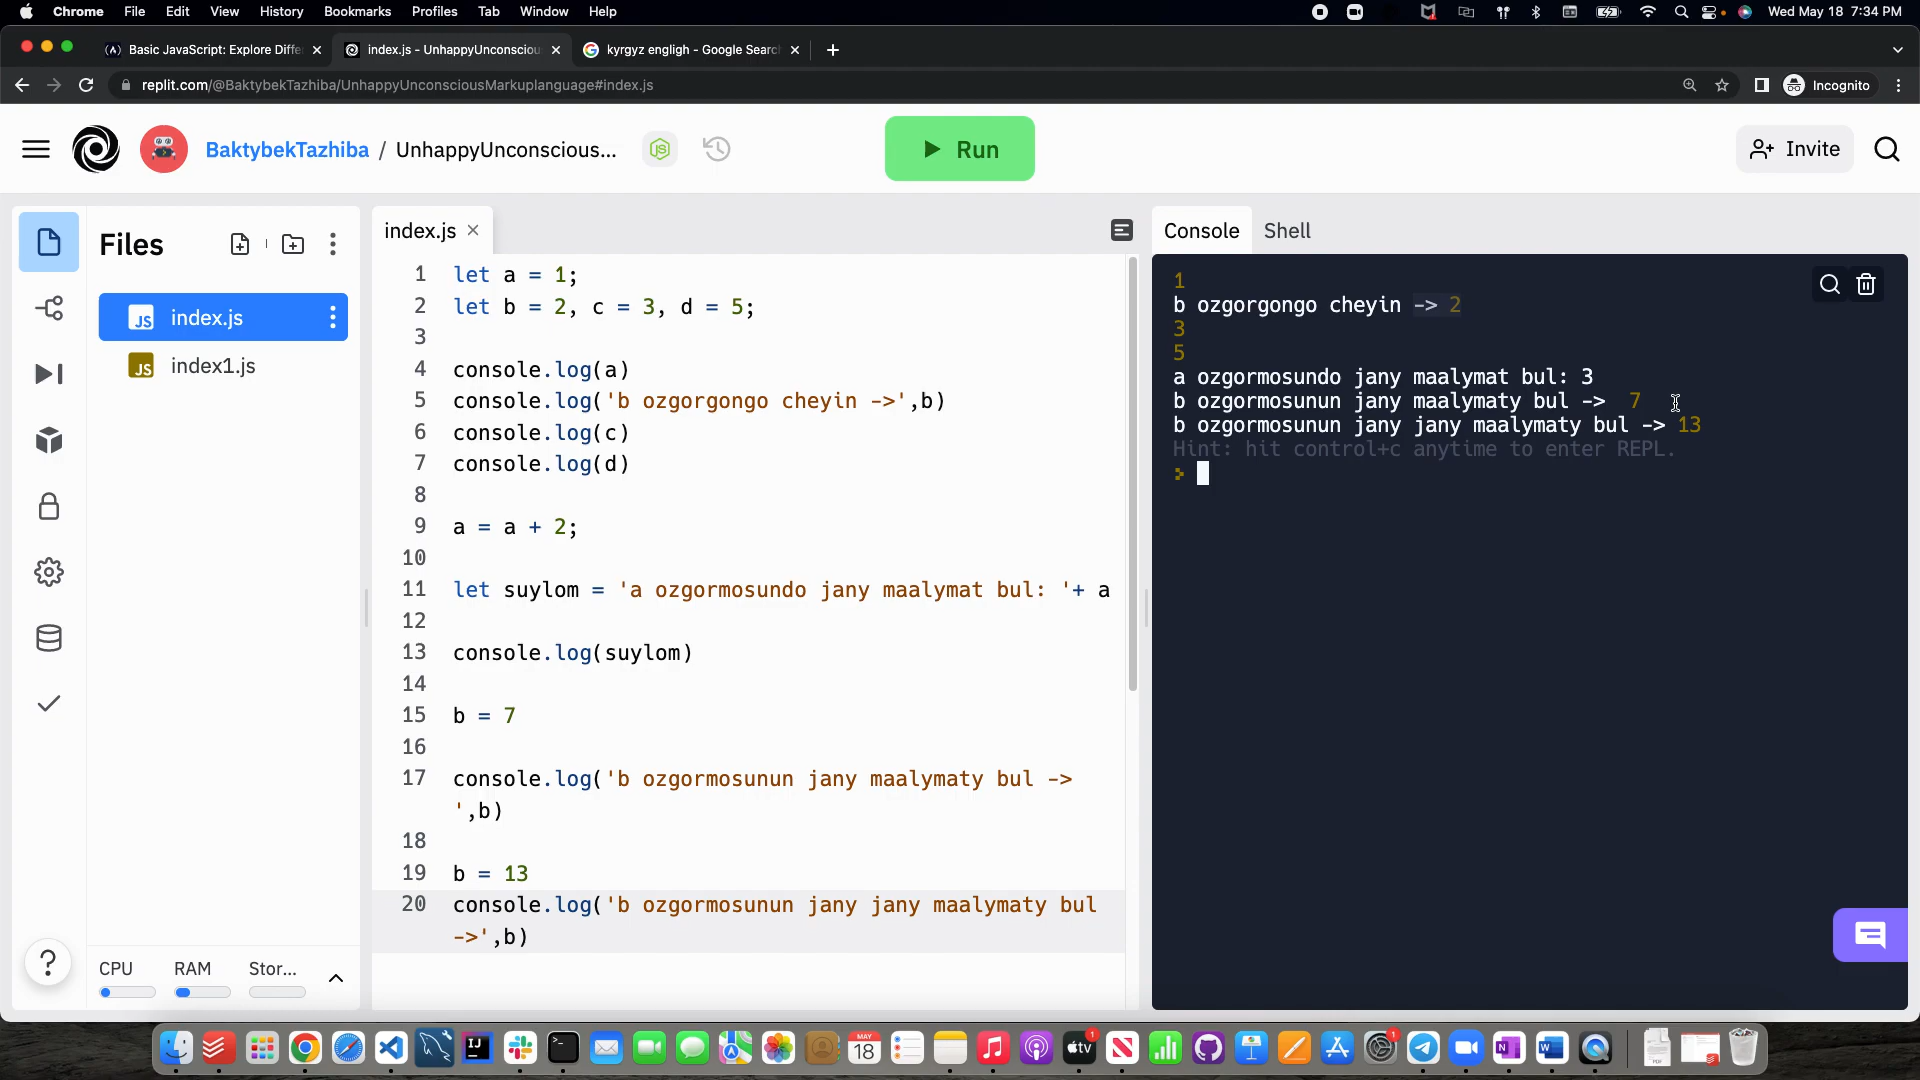 Chrome File Edit View History Bookmarks Profiles Tab Window Help Wed May 18 7:34 PM
Basic JavaScript: Explore Diffe index.js - UnhappyUnconsciou kyrgyz engligh - Google Searc
replit.com/@BaktybekTazhiba/UnhappyUnconsciousMarkuplanguage#index.js Incognito
BaktybekTazhiba / UnhappyUnconscious... Run Invite
Files
JS index.js
JS index1.js
CPU RAM Stor...
index.js
1 let a = 1;
2 let b = 2, c = 3, d = 5;
3
4 console.log(a)
5 console.log('b ozgorgongo cheyin ->',b)
6 console.log(c)
7 console.log(d)
8
9 a = a + 2;
10
11 let suylom = 'a ozgormosundo jany maalymat bul: '+ a
12
13 console.log(suylom)
14
15 b = 7
16
17 console.log('b ozgormosunun jany maalymaty bul ->
',b)
18
19 b = 13
20 console.log('b ozgormosunun jany jany maalymaty bul
->',b)
Console Shell
1
b ozgorgongo cheyin -> 2
3
5
a ozgormosundo jany maalymat bul: 3
b ozgormosunun jany maalymaty bul -> 7
b ozgormosunun jany jany maalymaty bul -> 13
Hint: hit control+c anytime to enter REPL.
>
MAY
18